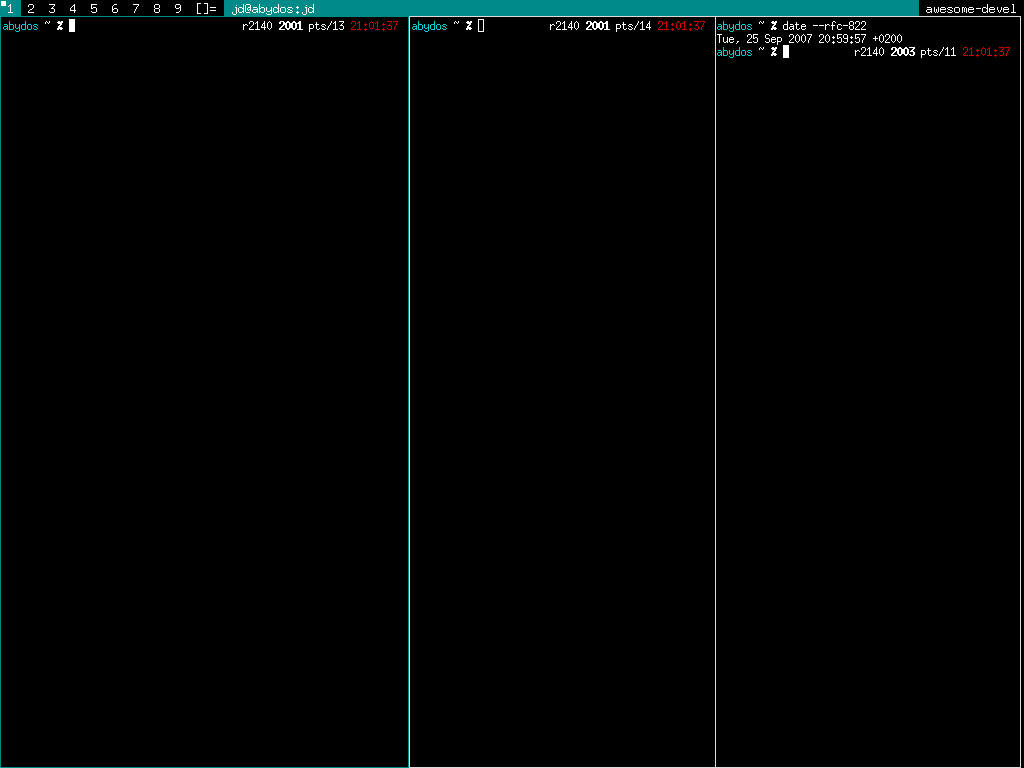 1 2 3 4 5 6 7 8 9 []= jd@abydos:jd awesome-devel
abydos ~ % r2140 2001 pts/13 21:01:37
abydos ~ % r2140 2001 pts/14 21:01:37
abydos ~ % date --rfc-822
Tue, 25 Sep 2007 20:59:57 +0200
abydos ~ % r2140 2003 pts/11 21:01:37